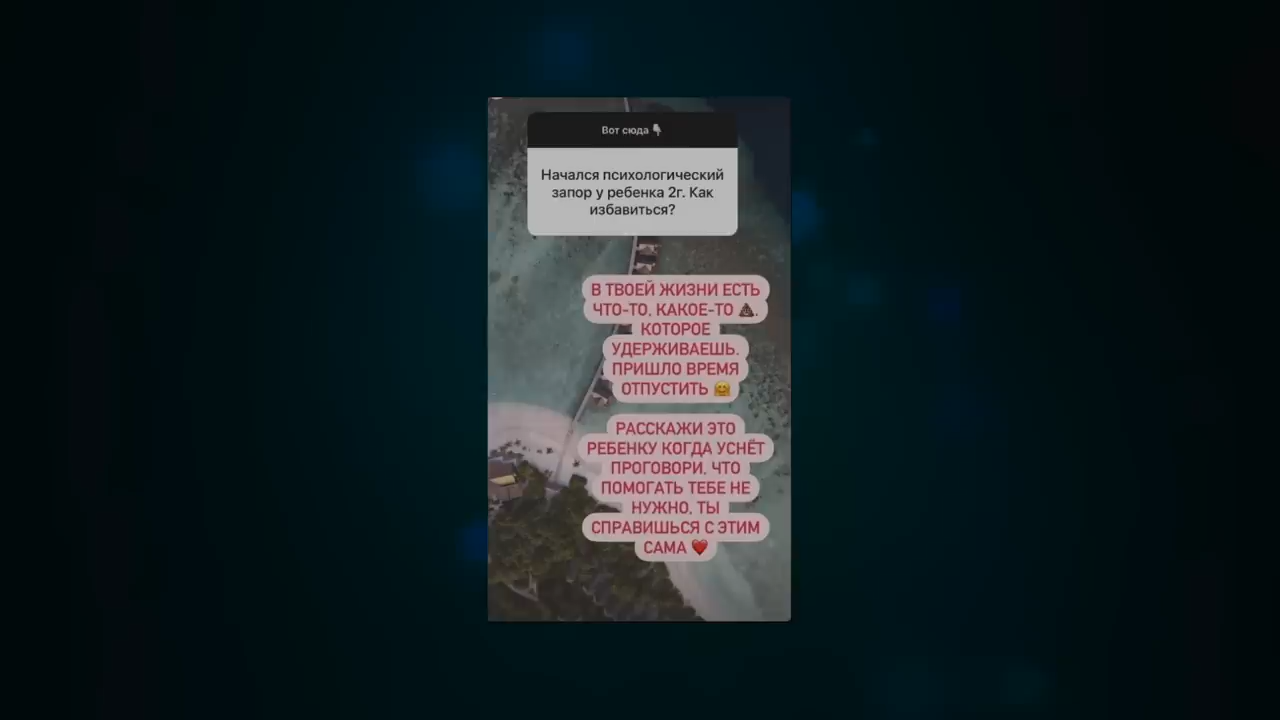 Вот сюда 👇
Начался психологический
запор у ребенка 2г. Как
избавиться?
В ТВОЕЙ ЖИЗНИ ЕСТЬ
ЧТО-ТО, КАКОЕ-ТО 💩,
КОТОРОЕ
УДЕРЖИВАЕШЬ.
ПРИШЛО ВРЕМЯ
ОТПУСТИТЬ 🤗
РАССКАЖИ ЭТО
РЕБЕНКУ КОГДА УСНЁТ
ПРОГОВОРИ, ЧТО
ПОМОГАТЬ ТЕБЕ НЕ
НУЖНО, ТЫ
СПРАВИШЬСЯ С ЭТИМ
САМА ❤️